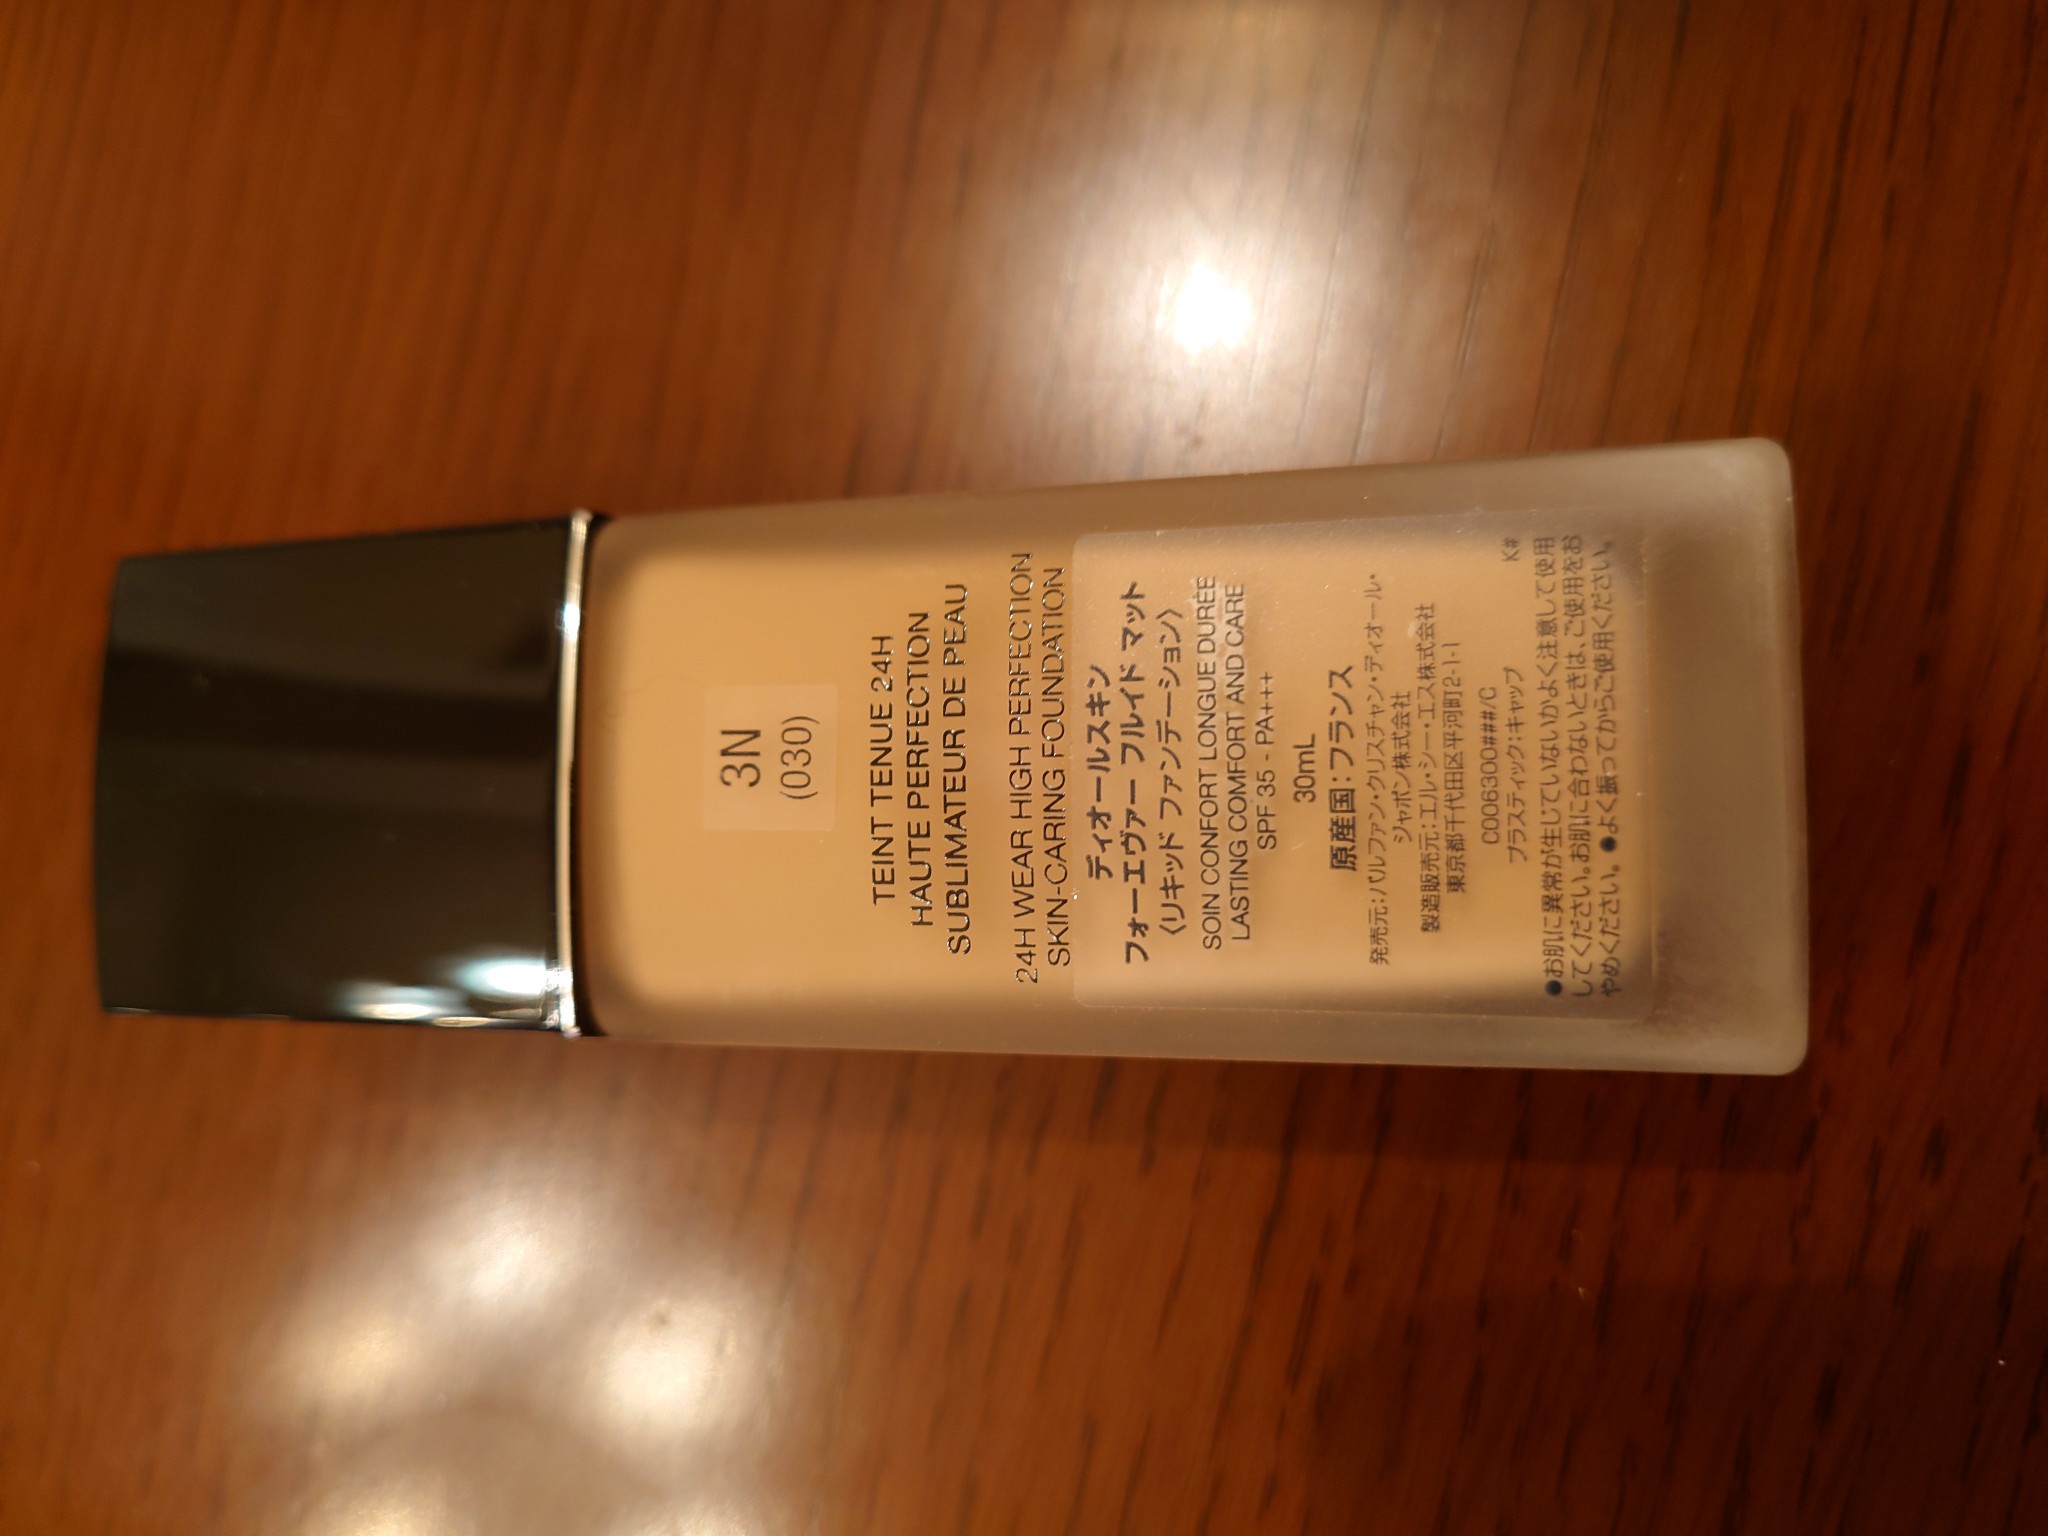 3N
(030)
TEINT TENUE 24H
HAUTE PERFECTION
SUBLIMATEUR DE PEAU
24H WEAR HIGH PERFECTION
SKIN-CARING FOUNDATION
ディオールスキン
フォーエヴァー フルイド マット
〈リキッド ファンデーション〉
SOIN CONFORT LONGUE DURÉE
LASTING COMFORT AND CARE
SPF 35 - PA+++
30mL
原産国:フランス
発売元:パルファン・クリスチャン・ディオール・
ジャポン株式会社
製造販売元:エル・シー・エス株式会社
東京都千代田区平河町2-1-1
C006300###/C
プラスティック:キャップ K#
●お肌に異常が生じていないかよく注意して使用
してください。お肌に合わないときは、ご使用をお
やめください。●よく振ってからご使用ください。